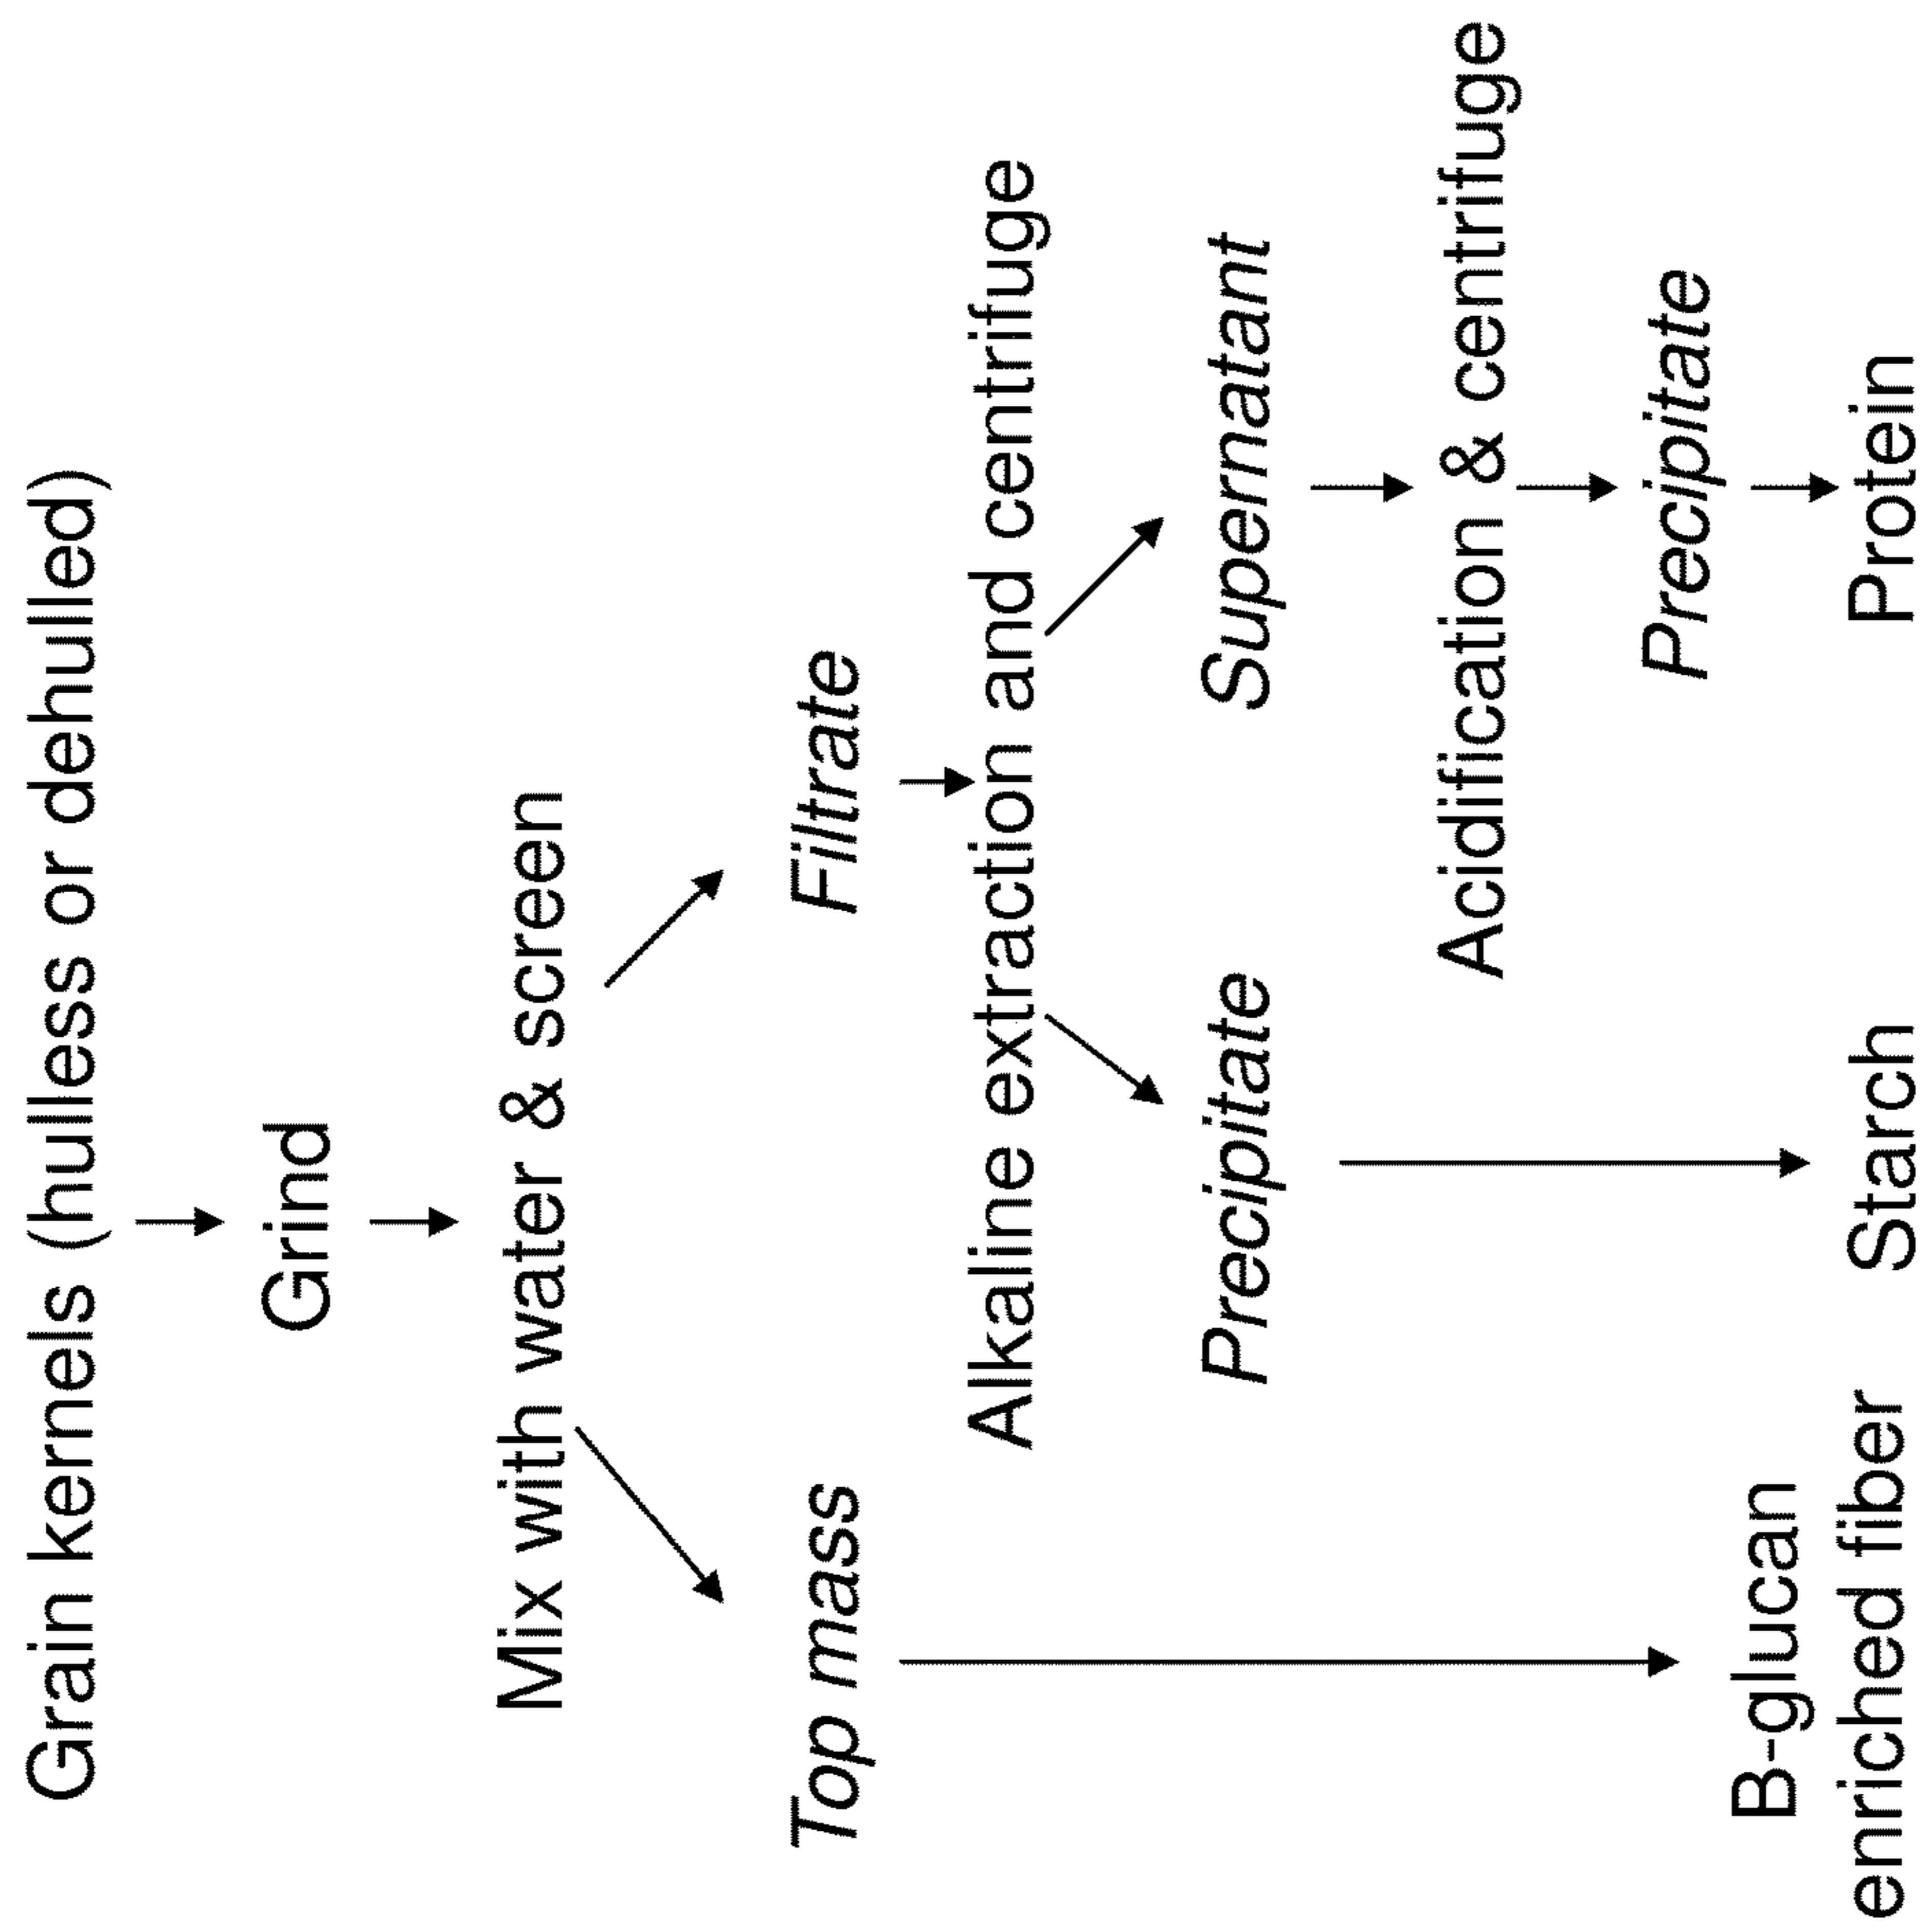 Grain kernels (hulless or dehulled)
Grind
Mix with water & screen
Top mass
Filtrate
Alkaline extraction and centrifuge
Precipitate
Supernatant
Acidification & centrifuge
Precipitate
B-glucan
enriched fiber
Starch
Protein